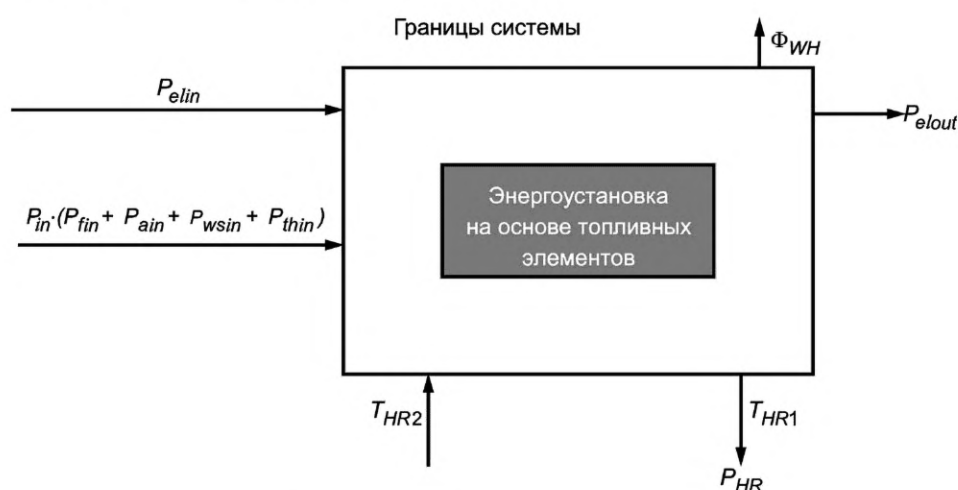 Границы системы
Φ_WH
P_elin
P_elout
P_in·(P_fin + P_ain + P_wsin + P_thin)
Энергоустановка
на основе топливных
элементов
T_HR2
T_HR1
P_HR